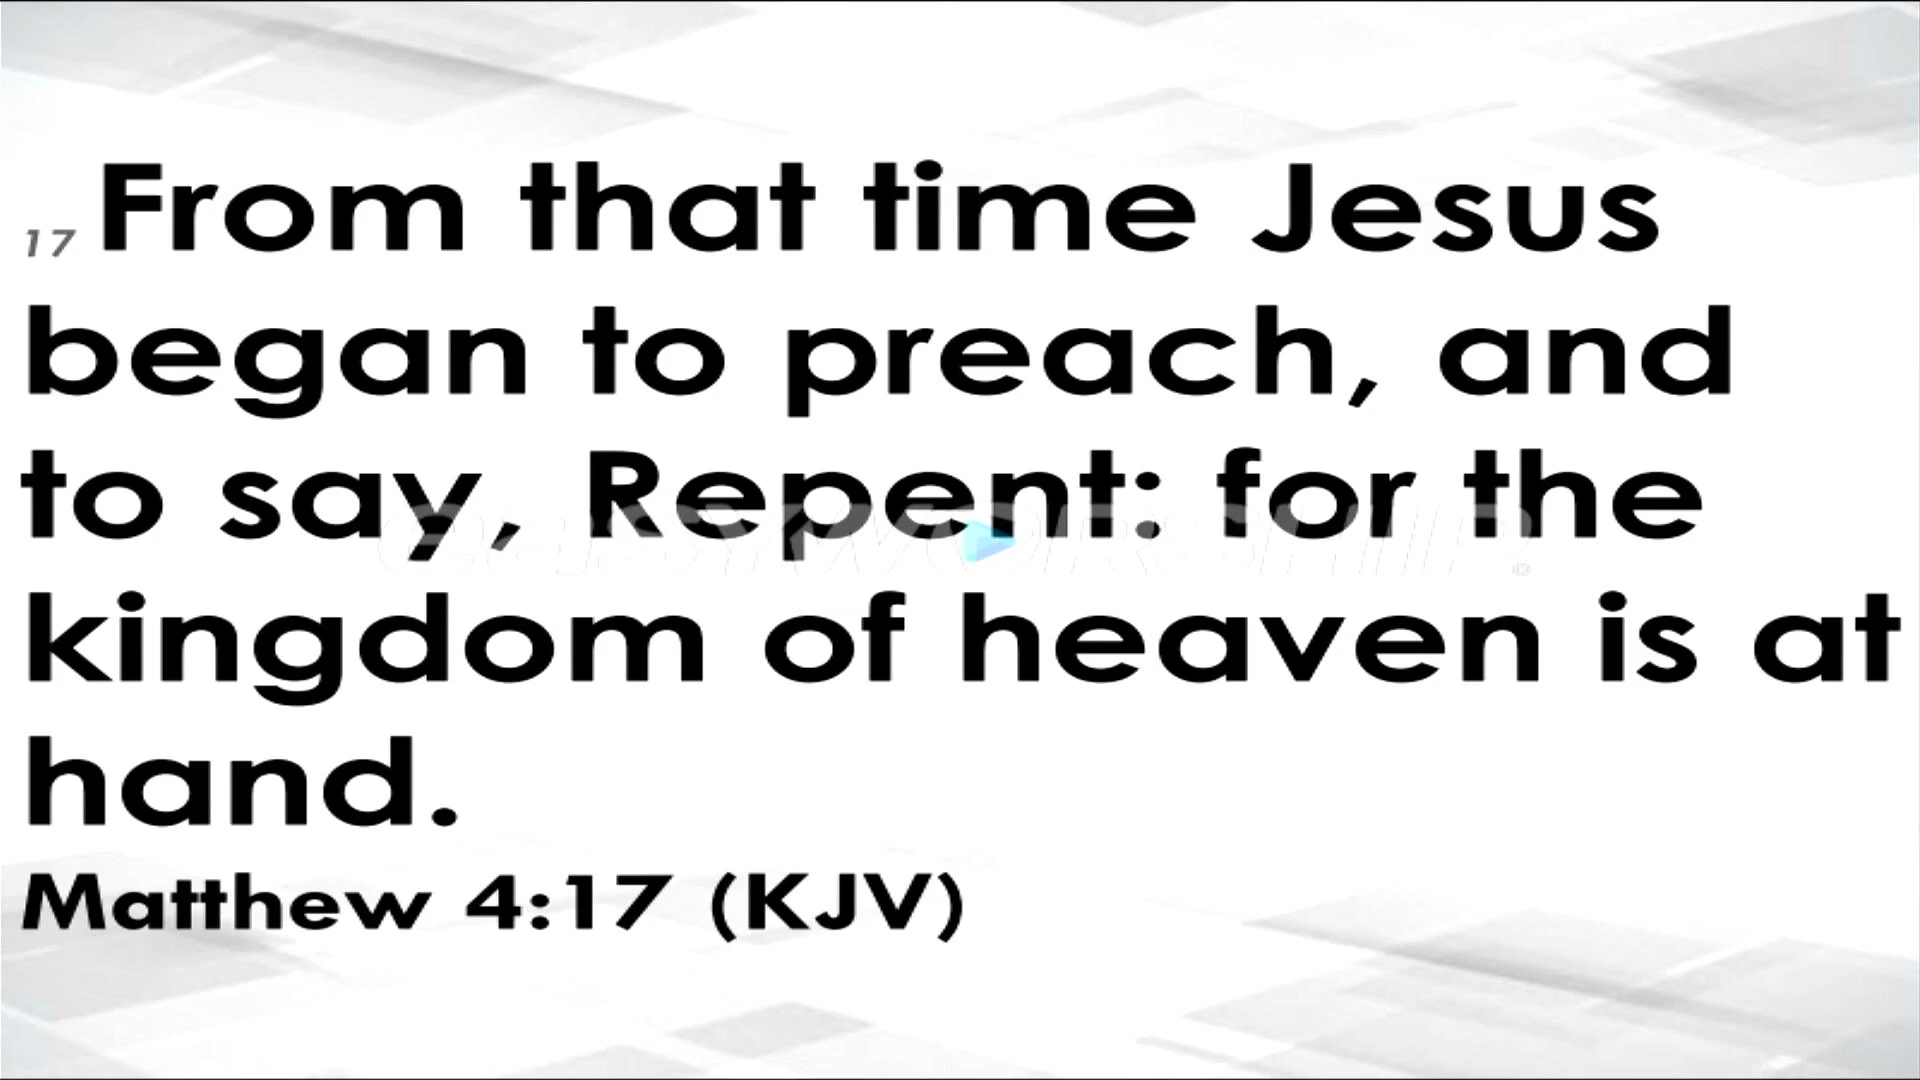 17 From that time Jesus
began to preach, and
to say, Repent: for the
kingdom of heaven is at
hand.
Matthew 4:17 (KJV)
easyworship®